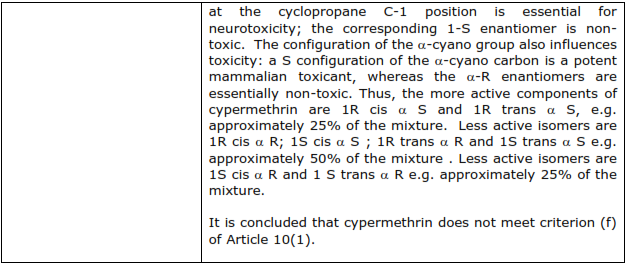 at the cyclopropane C-1 position is essential for
neurotoxicity; the corresponding 1-S enantiomer is non-
toxic. The configuration of the α-cyano group also influences
toxicity: a S configuration of the α-cyano carbon is a potent
mammalian toxicant, whereas the α-R enantiomers are
essentially non-toxic. Thus, the more active components of
cypermethrin are 1R cis α S and 1R trans α S, e.g.
approximately 25% of the mixture. Less active isomers are
1R cis α R; 1S cis α S ; 1R trans α R and 1S trans α S e.g.
approximately 50% of the mixture . Less active isomers are
1S cis α R and 1 S trans α R e.g. approximately 25% of the
mixture.
It is concluded that cypermethrin does not meet criterion (f)
of Article 10(1).